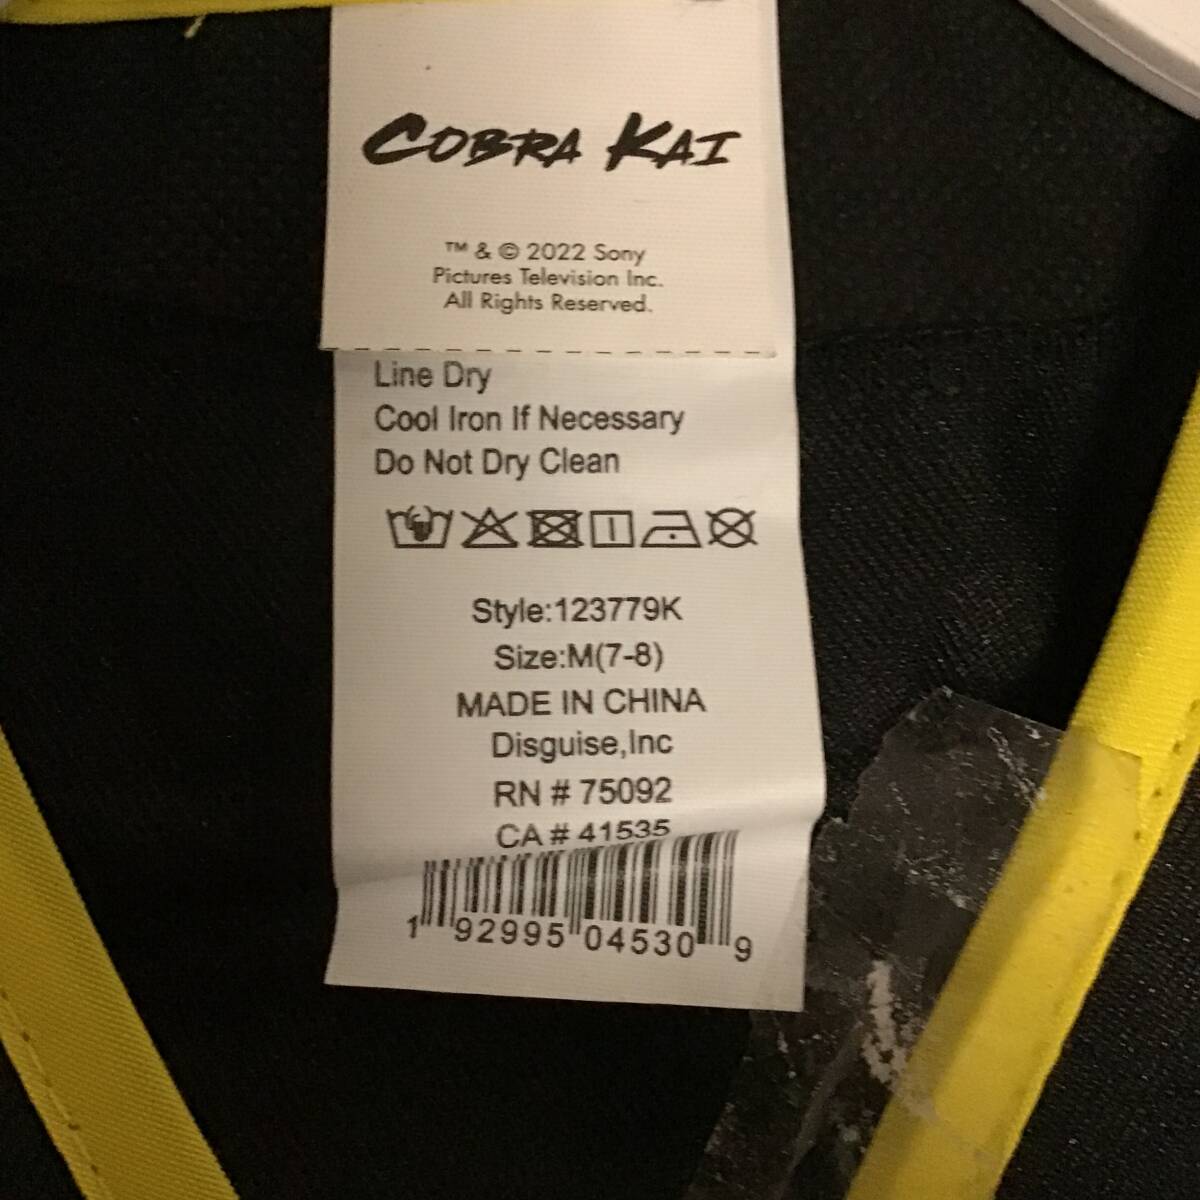 COBRA KAI
™ & © 2022 Sony
Pictures Television Inc.
All Rights Reserved.
Line Dry
Cool Iron If Necessary
Do Not Dry Clean
Style:123779K
Size:M(7-8)
MADE IN CHINA
Disguise,Inc
RN # 75092
CA # 41535
1 92995 04530 9